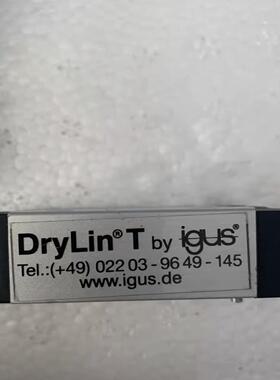 DryLin® T by igus®
Tel.:(+49) 022 03 - 96 49 - 145
www.igus.de